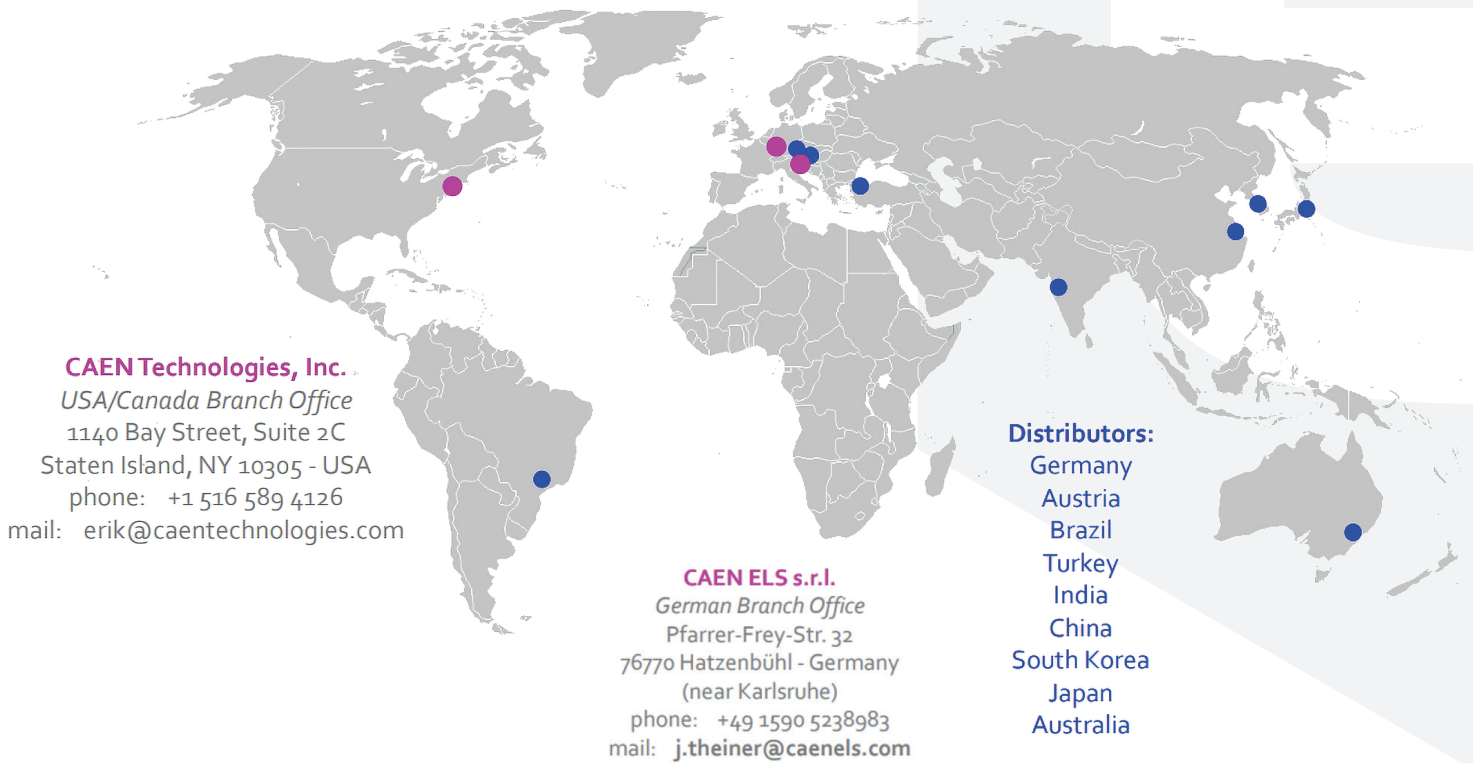 CAEN Technologies, Inc.
USA/Canada Branch Office
1140 Bay Street, Suite 2C
Staten Island, NY 10305 - USA
phone: +1 516 589 4126
mail: erik@caentechnologies.com
CAEN ELS s.r.l.
German Branch Office
Pfarrer-Frey-Str. 32
76770 Hatzenbühl - Germany
(near Karlsruhe)
phone: +49 1590 5238983
mail: j.theiner@caenels.com
Distributors:
Germany
Austria
Brazil
Turkey
India
China
South Korea
Japan
Australia